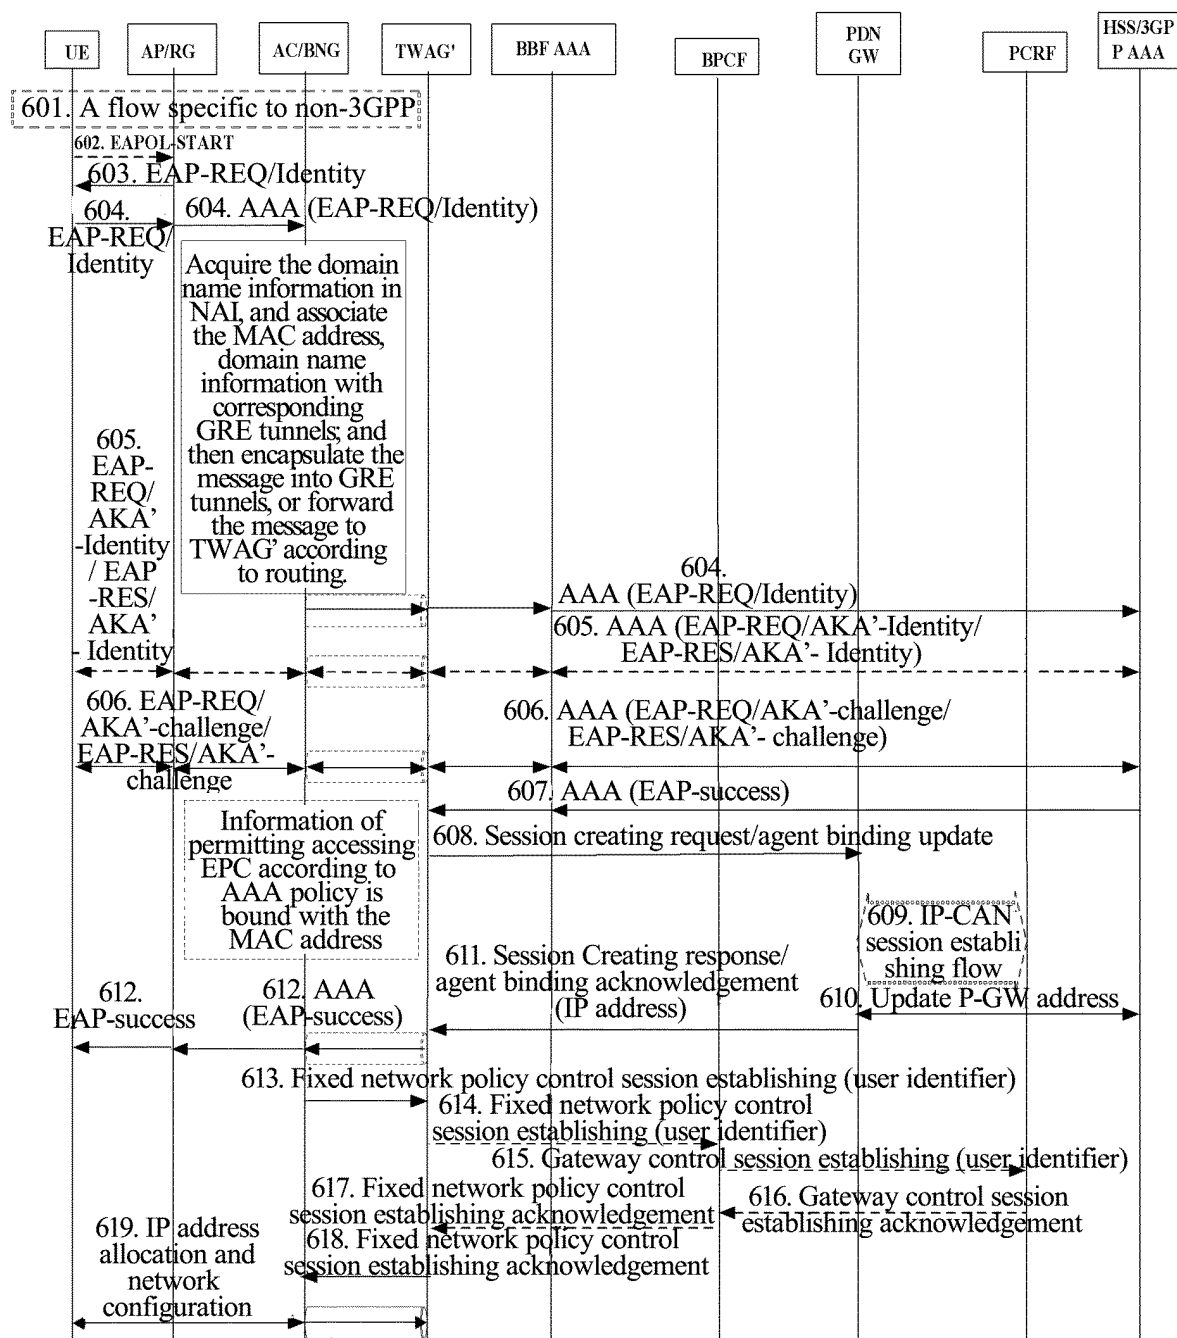 UE
AP/RG
AC/BNG
TWAG'
BBF AAA
BPCF
PDN
GW
PCRF
HSS/3GP
P AAA
601. A flow specific to non-3GPP
602. EAPOL-START
603. EAP-REQ/Identity
604.
EAP-REQ/
Identity
604. AAA (EAP-REQ/Identity)
Acquire the domain
name information in
NAI, and associate
the MAC address,
domain name
information with
corresponding
GRE tunnels; and
then encapsulate the
message into GRE
tunnels, or forward
the message to
TWAG' according
to routing.
604.
AAA (EAP-REQ/Identity)
605.
EAP-
REQ/
AKA'
-Identity
/ EAP
-RES/
AKA'
- Identity
605. AAA (EAP-REQ/AKA'-Identity/
EAP-RES/AKA'- Identity)
606. EAP-REQ/
AKA'-challenge/
EAP-RES/AKA'-
challenge
606. AAA (EAP-REQ/AKA'-challenge/
EAP-RES/AKA'- challenge)
607. AAA (EAP-success)
Information of
permitting accessing
EPC according to
AAA policy is
bound with the
MAC address
608. Session creating request/agent binding update
609. IP-CAN
session establi
shing flow
610. Update P-GW address
611. Session Creating response/
agent binding acknowledgement
(IP address)
612.
EAP-success
612. AAA
(EAP-success)
613. Fixed network policy control session establishing (user identifier)
614. Fixed network policy control
session establishing (user identifier)
615. Gateway control session establishing (user identifier)
616. Gateway control session
establishing acknowledgement
617. Fixed network policy control
session establishing acknowledgement
618. Fixed network policy control
session establishing acknowledgement
619. IP address
allocation and
network
configuration